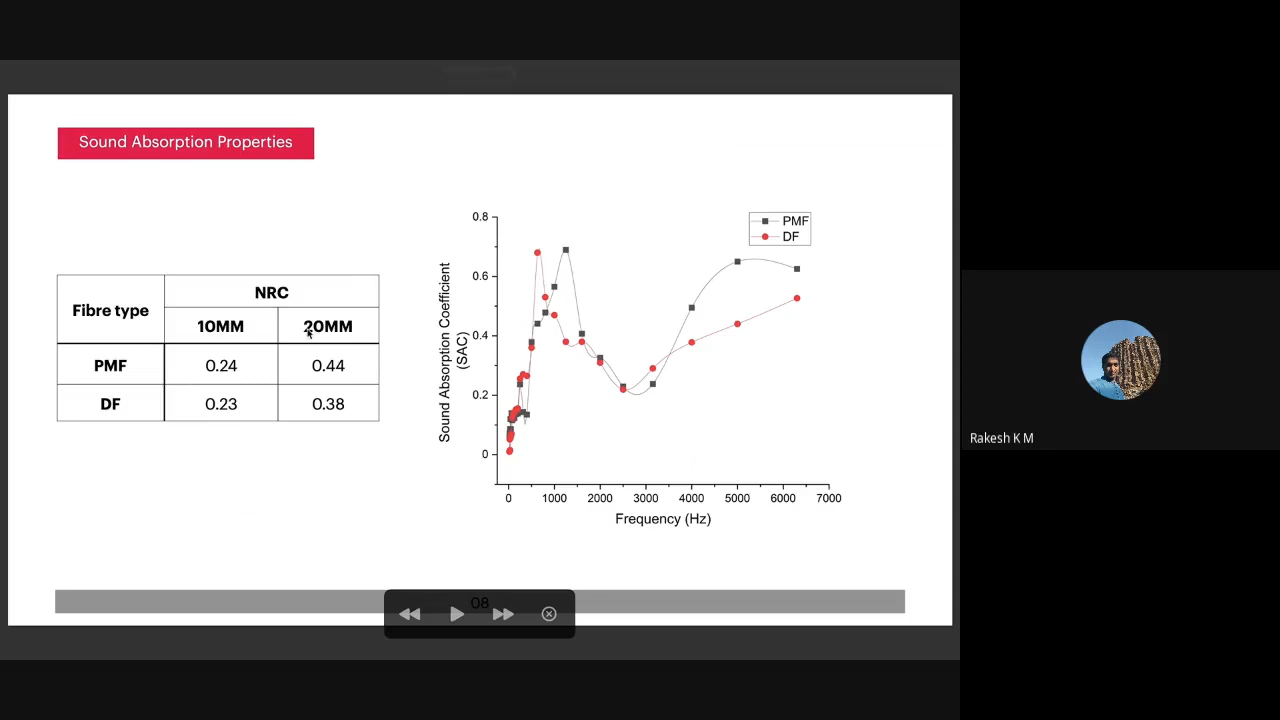 Sound Absorption Properties
Fibre type
NRC
10MM 20MM
PMF 0.24 0.44
DF 0.23 0.38
PMF
DF
Sound Absorption Coefficient
(SAC)
0.8
0.6
0.4
0.2
0
0 1000 2000 3000 4000 5000 6000 7000
Frequency (Hz)
08
Rakesh K M